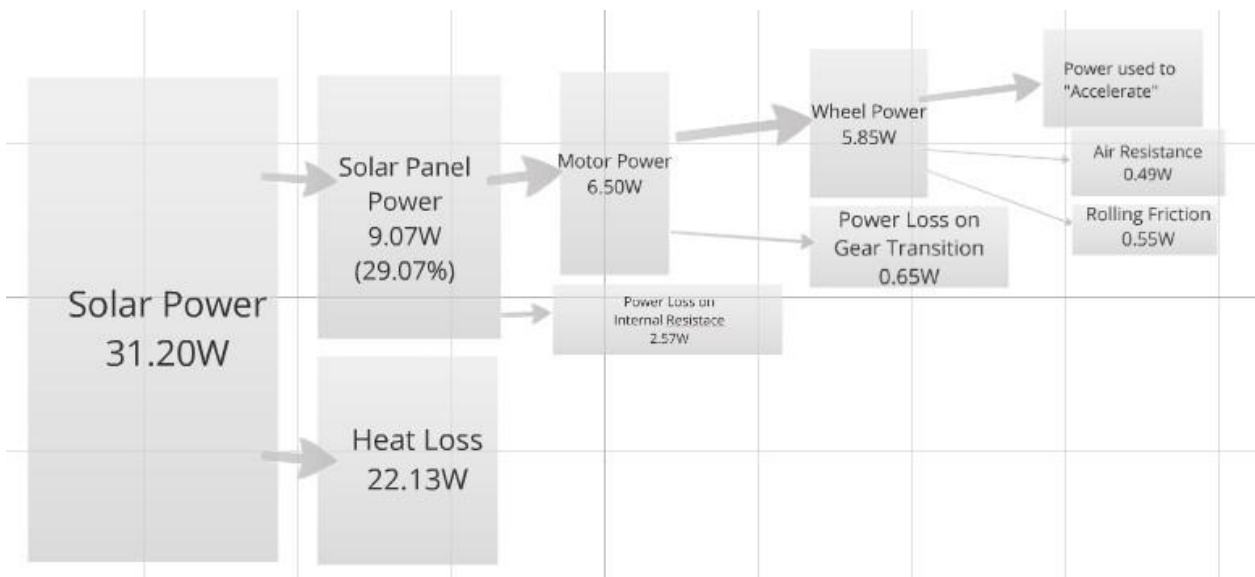 Solar Power
31.20W
Solar Panel
Power
9.07W
(29.07%)
Heat Loss
22.13W
Motor Power
6.50W
Power Loss on
Internal Resistace
2.57W
Wheel Power
5.85W
Power Loss on
Gear Transition
0.65W
Power used to
"Accelerate"
Air Resistance
0.49W
Rolling Friction
0.55W